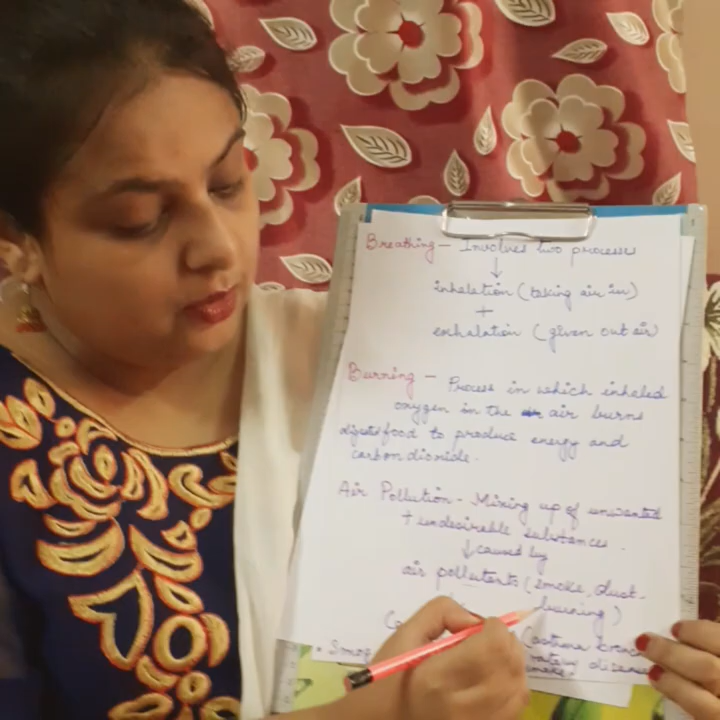 Breathing - Involves two processes
↓
inhalation (taking air in)
+
exhalation (given out air)
Burning - Process in which inhaled
oxygen in the air burns
digested food to produce energy and
carbon dioxide.
Air Pollution - Mixing up of unwanted
+ undesirable substances.
↓ caused by
air pollutants (smoke, dust-
burning)
(asthma